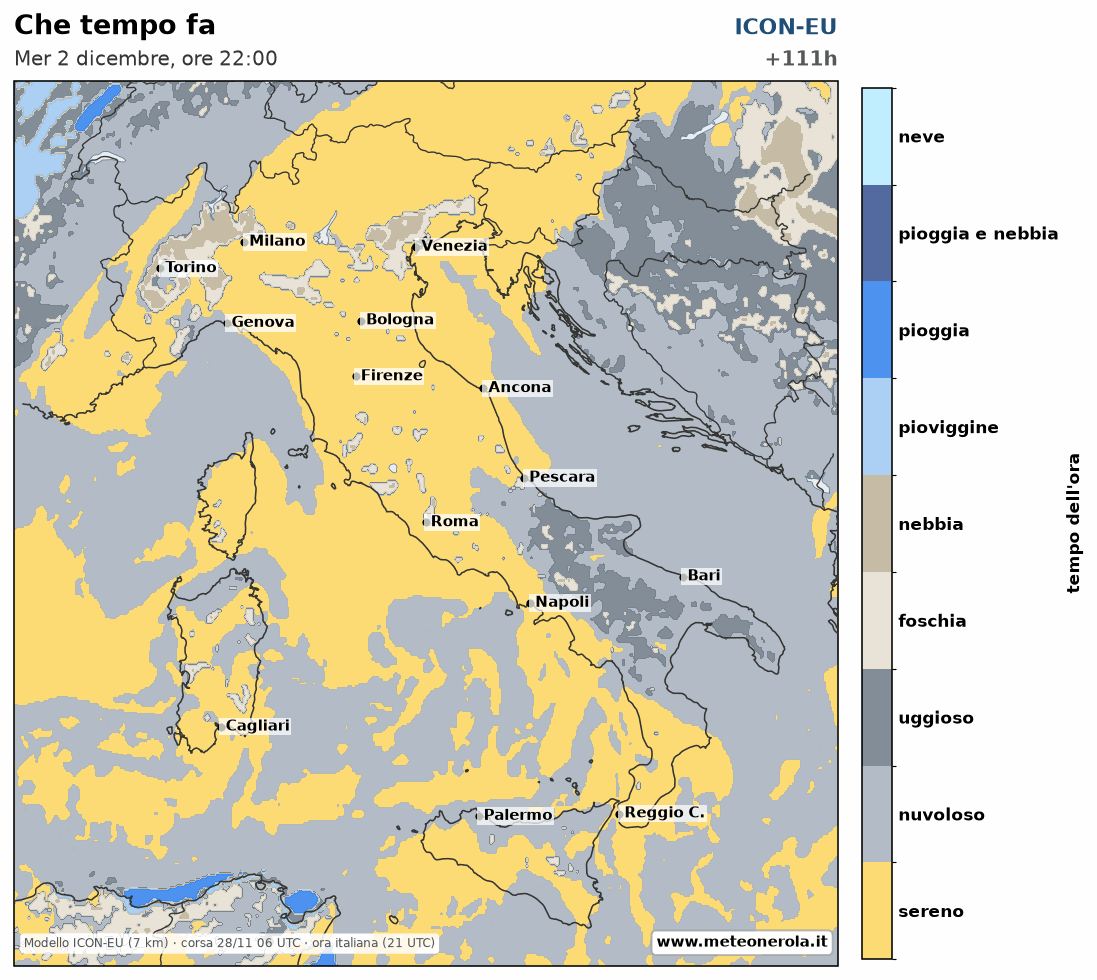 Che tempo fa
ICON-EU
Mer 2 dicembre, ore 22:00
+111h
Milano
Venezia
Torino
Genova
Bologna
Firenze
Ancona
Pescara
Roma
Bari
Napoli
Cagliari
Palermo
Reggio C.
Modello ICON-EU (7 km) · corsa 28/11 06 UTC · ora italiana (21 UTC)
www.meteonerola.it
neve
pioggia e nebbia
pioggia
pioviggine
nebbia
foschia
uggioso
nuvoloso
sereno
tempo dell'ora